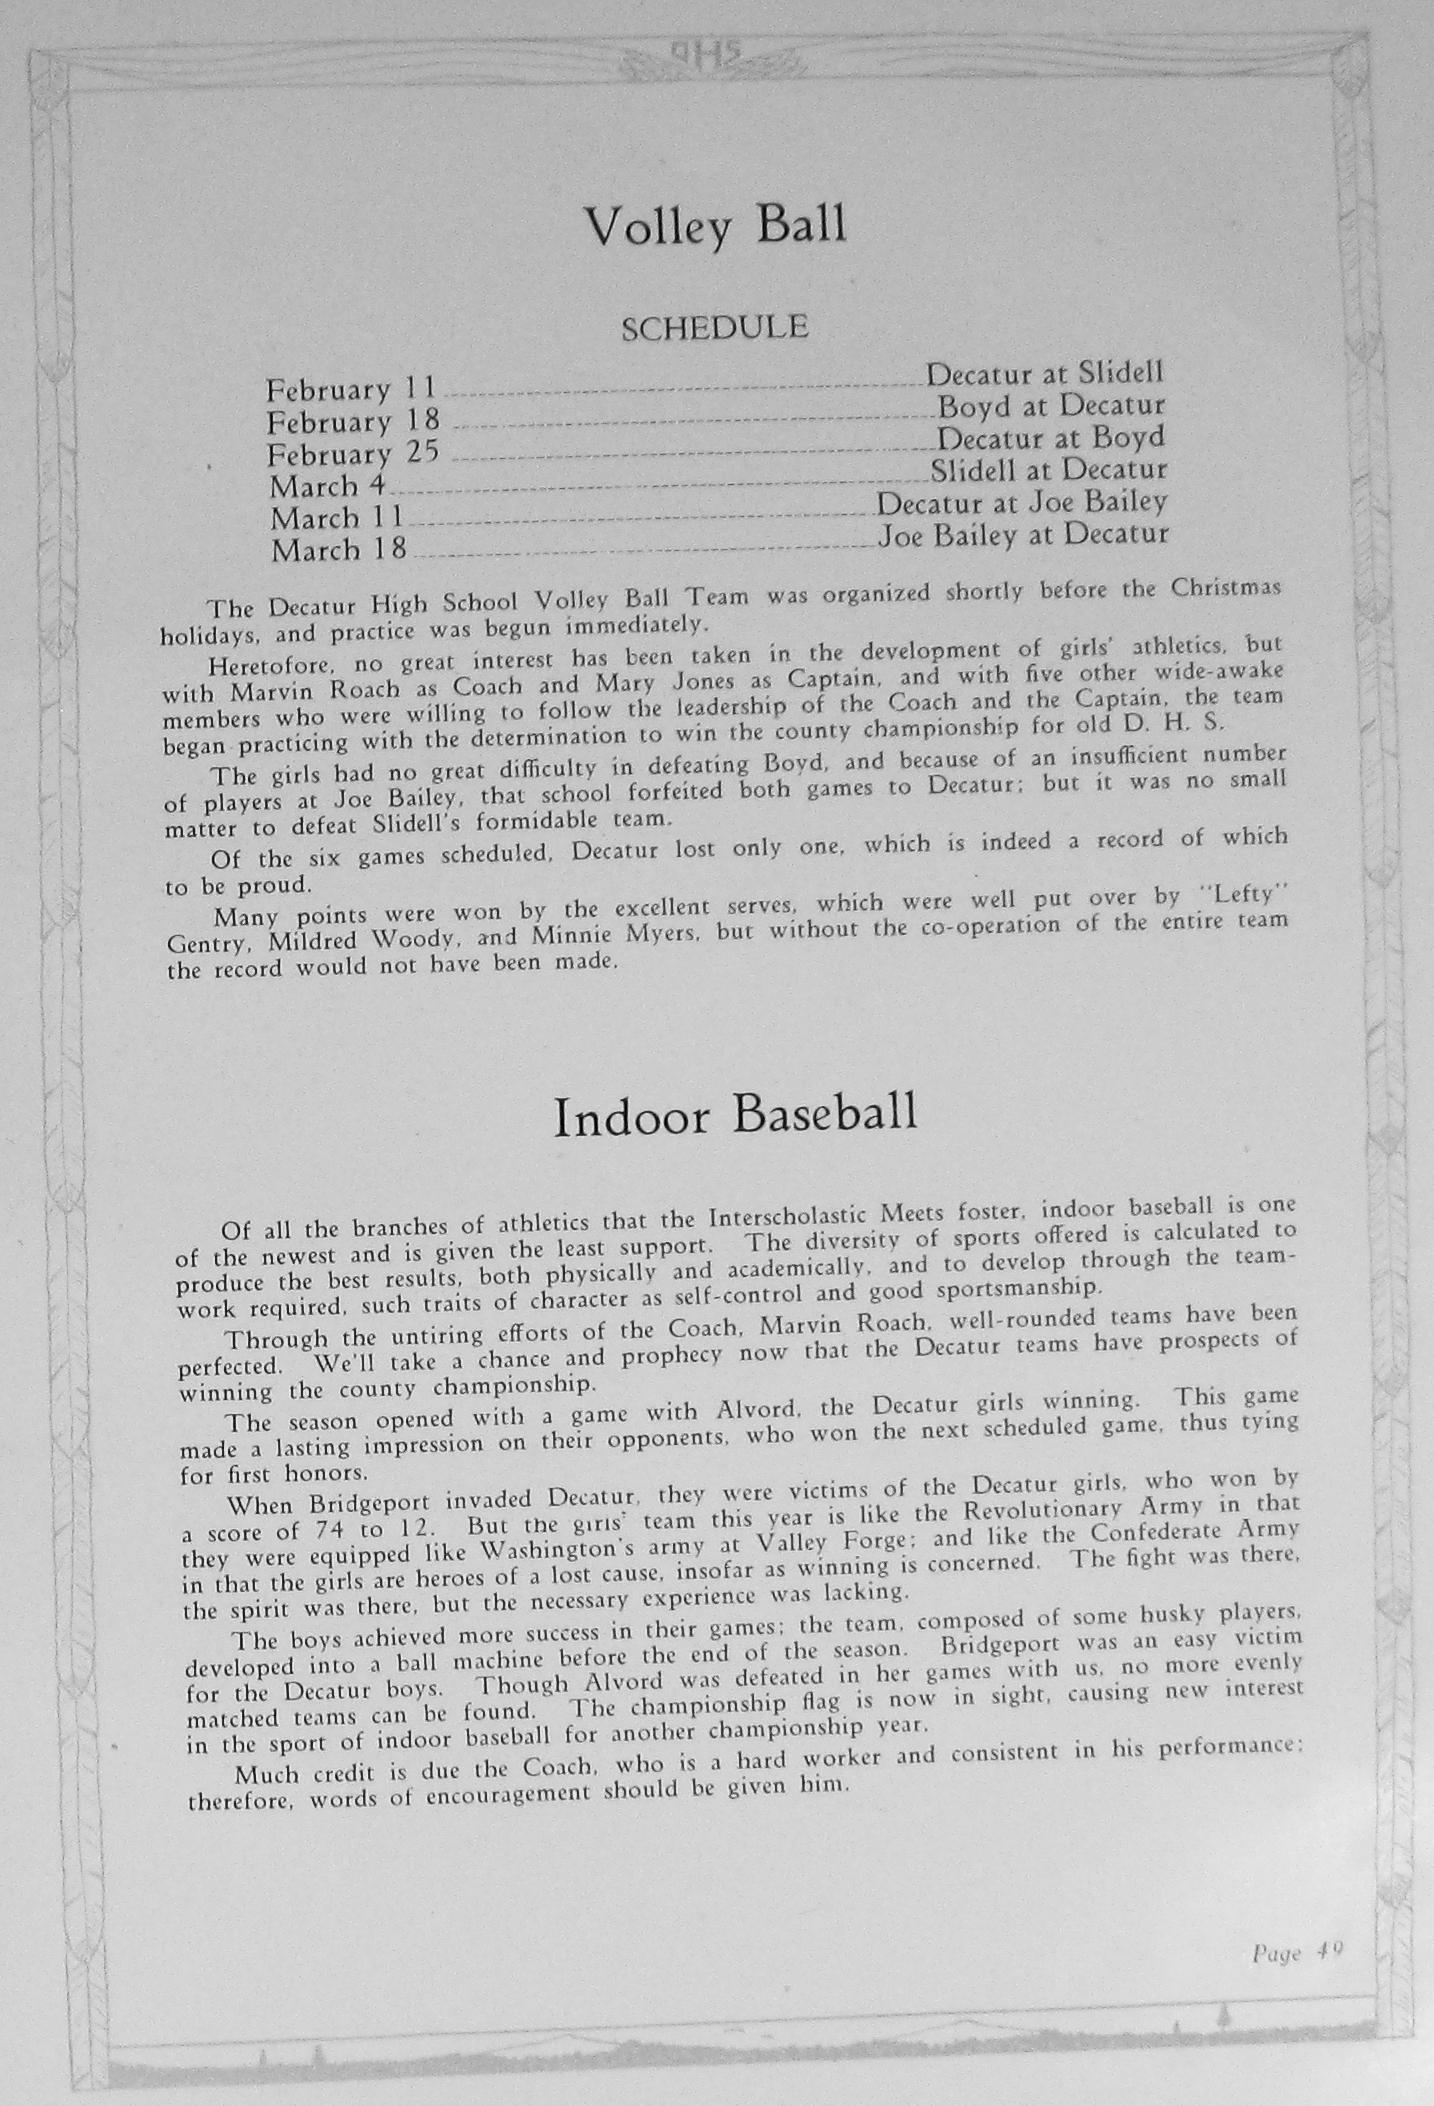 DHS
Volley Ball
SCHEDULE
February 11 Decatur at Slidell
February 18 Boyd at Decatur
February 25 Decatur at Boyd
March 4 Slidell at Decatur
March 11 Decatur at Joe Bailey
March 18 Joe Bailey at Decatur
The Decatur High School Volley Ball Team was organized shortly before the Christmas
holidays, and practice was begun immediately.
Heretofore, no great interest has been taken in the development of girls' athletics, but
with Marvin Roach as Coach and Mary Jones as Captain, and with five other wide-awake
members who were willing to follow the leadership of the Coach and the Captain, the team
began practicing with the determination to win the county championship for old D. H. S.
The girls had no great difficulty in defeating Boyd, and because of an insufficient number
of players at Joe Bailey, that school forfeited both games to Decatur; but it was no small
matter to defeat Slidell's formidable team.
Of the six games scheduled, Decatur lost only one, which is indeed a record of which
to be proud.
Many points were won by the excellent serves, which were well put over by "Lefty"
Gentry, Mildred Woody, and Minnie Myers, but without the co-operation of the entire team
the record would not have been made.
Indoor Baseball
Of all the branches of athletics that the Interscholastic Meets foster, indoor baseball is one
of the newest and is given the least support. The diversity of sports offered is calculated to
produce the best results, both physically and academically, and to develop through the team-
work required, such traits of character as self-control and good sportsmanship.
Through the untiring efforts of the Coach, Marvin Roach, well-rounded teams have been
perfected. We'll take a chance and prophecy now that the Decatur teams have prospects of
winning the county championship.
The season opened with a game with Alvord, the Decatur girls winning. This game
made a lasting impression on their opponents, who won the next scheduled game, thus tying
for first honors.
When Bridgeport invaded Decatur, they were victims of the Decatur girls, who won by
a score of 74 to 12. But the girls' team this year is like the Revolutionary Army in that
they were equipped like Washington's army at Valley Forge; and like the Confederate Army
in that the girls are heroes of a lost cause, insofar as winning is concerned. The fight was there,
the spirit was there, but the necessary experience was lacking.
The boys achieved more success in their games; the team, composed of some husky players,
developed into a ball machine before the end of the season. Bridgeport was an easy victim
for the Decatur boys. Though Alvord was defeated in her games with us, no more evenly
matched teams can be found. The championship flag is now in sight, causing new interest
in the sport of indoor baseball for another championship year.
Much credit is due the Coach, who is a hard worker and consistent in his performance;
therefore, words of encouragement should be given him.
Page 49